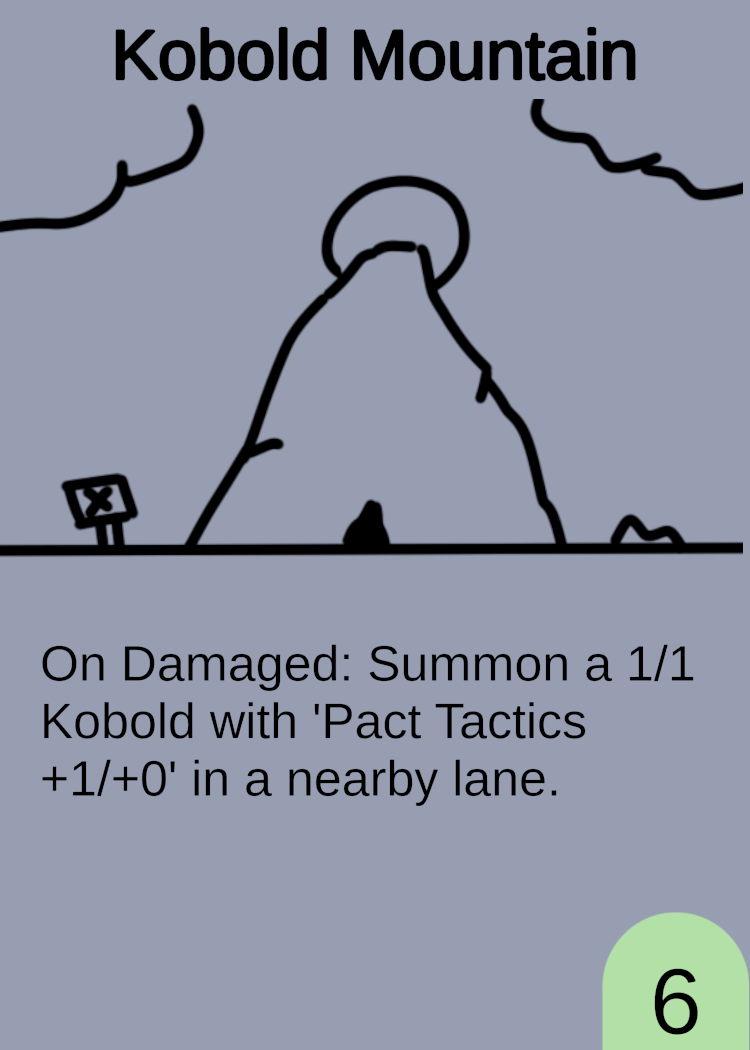 Kobold Mountain
On Damaged: Summon a 1/1
Kobold with 'Pact Tactics
+1/+0' in a nearby lane.
6